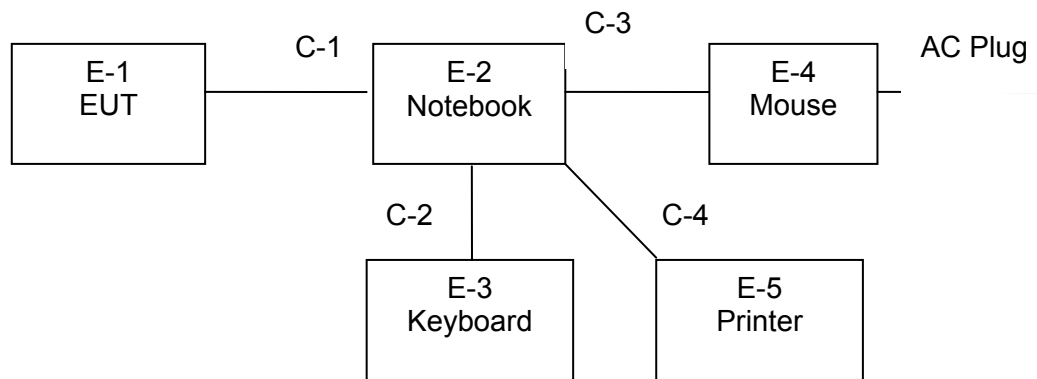 C-1
C-3
AC Plug
E-1
EUT
E-2
Notebook
E-4
Mouse
C-2
C-4
E-3
Keyboard
E-5
Printer